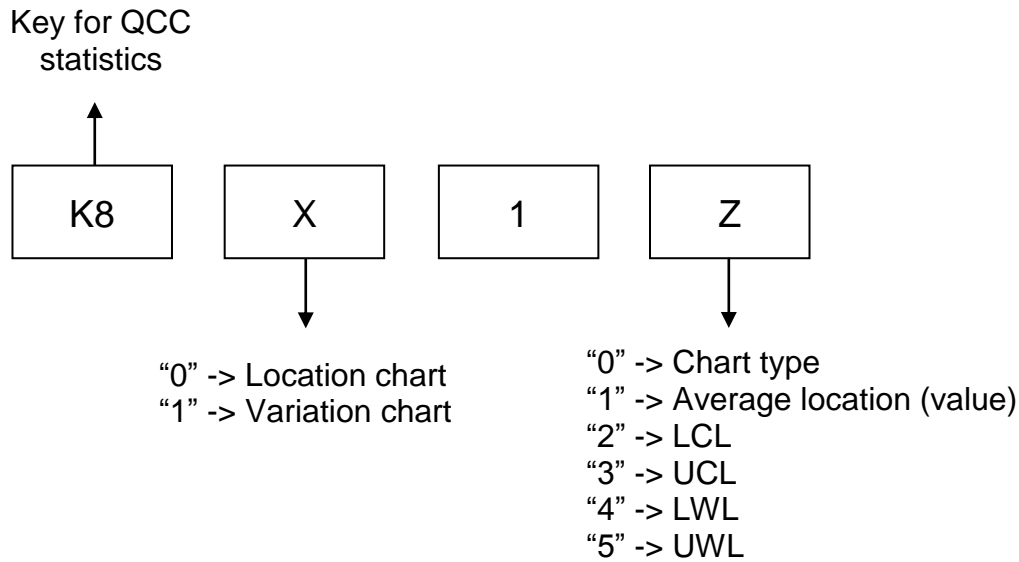 Key for QCC
statistics
K8
X
1
Z
“0” -> Location chart
“1” -> Variation chart
“0” -> Chart type
“1” -> Average location (value)
“2” -> LCL
“3” -> UCL
“4” -> LWL
“5” -> UWL